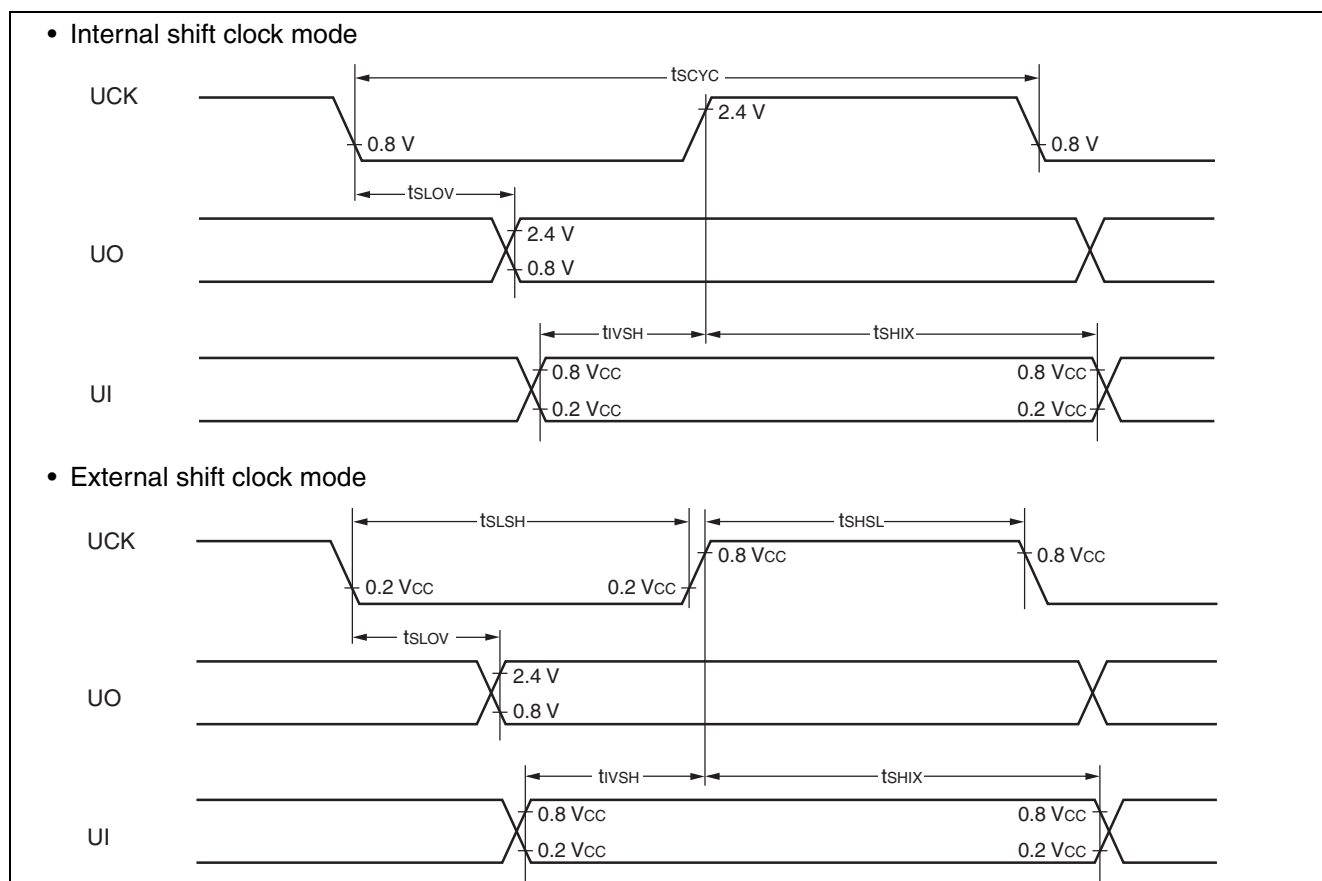 • Internal shift clock mode
tSCYC
UCK
2.4 V
0.8 V
0.8 V
tSLOV
2.4 V
UO
0.8 V
tIVSH
tSHIX
0.8 VCC
0.8 VCC
UI
0.2 VCC
0.2 VCC
• External shift clock mode
tSLSH
tSHSL
UCK
0.8 VCC
0.8 VCC
0.2 VCC
0.2 VCC
tSLOV
2.4 V
UO
0.8 V
tIVSH
tSHIX
0.8 VCC
0.8 VCC
UI
0.2 VCC
0.2 VCC